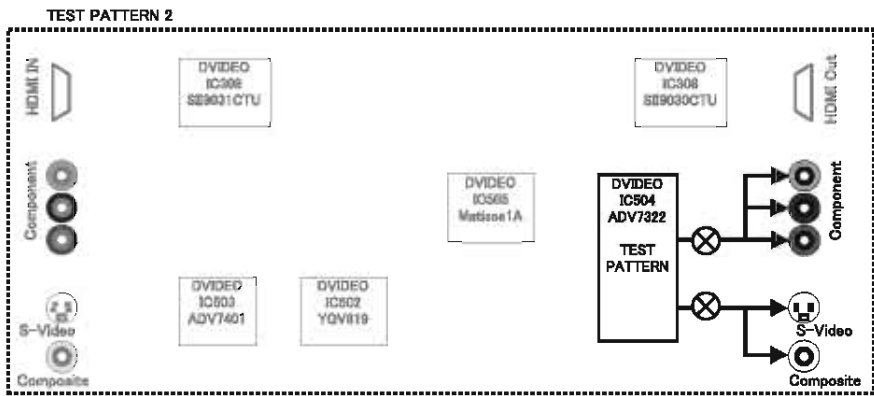 TEST PATTERN 2
HDMI IN
DVIDEO
IC309
SII9031CTU
DVIDEO
IC308
SII9030CTU
HDMI Out
Component
DVIDEO
IC505
Matisse1A
DVIDEO
IC504
ADV7322
TEST
PATTERN
Component
DVIDEO
IC503
ADV7401
DVIDEO
IC502
S-Video
Composite
S-Video
Composite